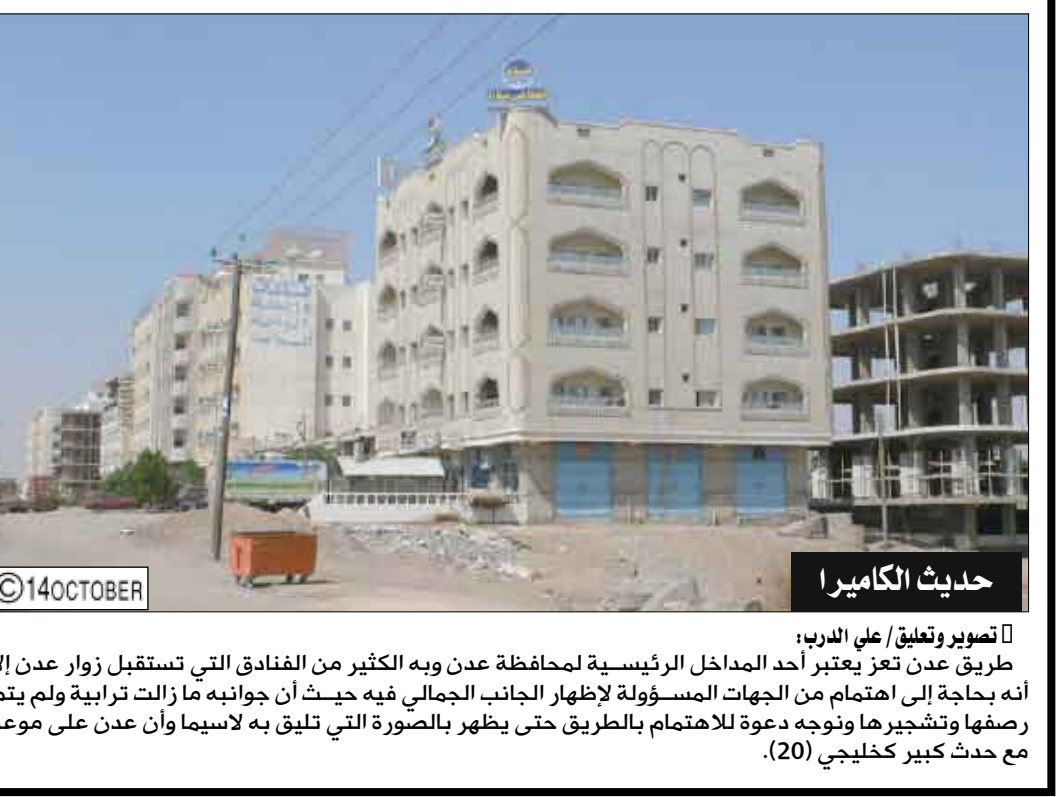 ©14OCTOBER
حديث الكاميرا
تصوير وتعليق/ علي الدرب:
طريق عدن تعز يعتبر أحد المداخل الرئيسية لمحافظة عدن وبه الكثير من الفنادق التي تستقبل زوار عدن إلا
أنه بحاجة إلى اهتمام من الجهات المسؤولة لإظهار الجانب الجمالي فيه حيث أن جوانبه ما زالت ترابية ولم يتم
رصفها وتشجيرها ونوجه دعوة للاهتمام بالطريق حتى يظهر بالصورة التي تليق به لاسيما وأن عدن على موعد
مع حدث كبير كخليجي (20).